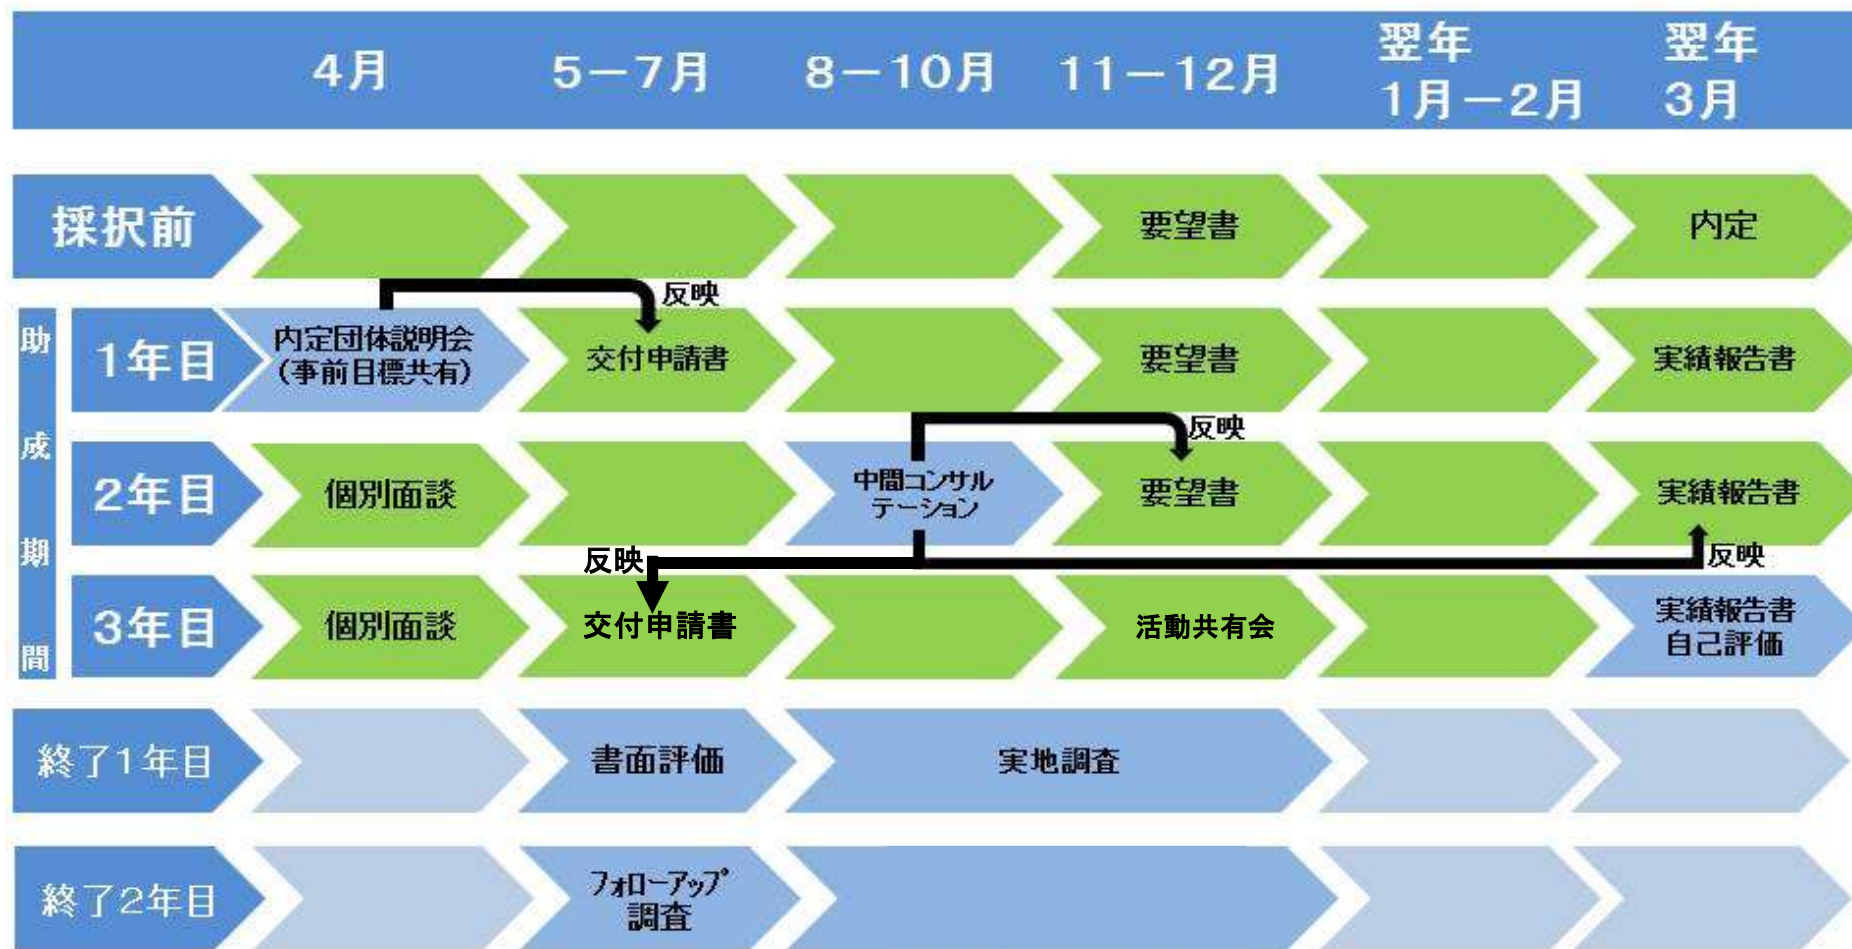 4月
5－7月
8－10月
11－12月
翌年
1月－2月
翌年
3月
採択前
要望書
内定
助成期間
1年目
内定団体説明会
（事前目標共有）
反映
交付申請書
要望書
実績報告書
2年目
個別面談
中間コンサル
テーション
反映
要望書
実績報告書
反映
反映
3年目
個別面談
交付申請書
活動共有会
実績報告書
自己評価
終了1年目
書面評価
実地調査
終了2年目
フォローアップ
調査